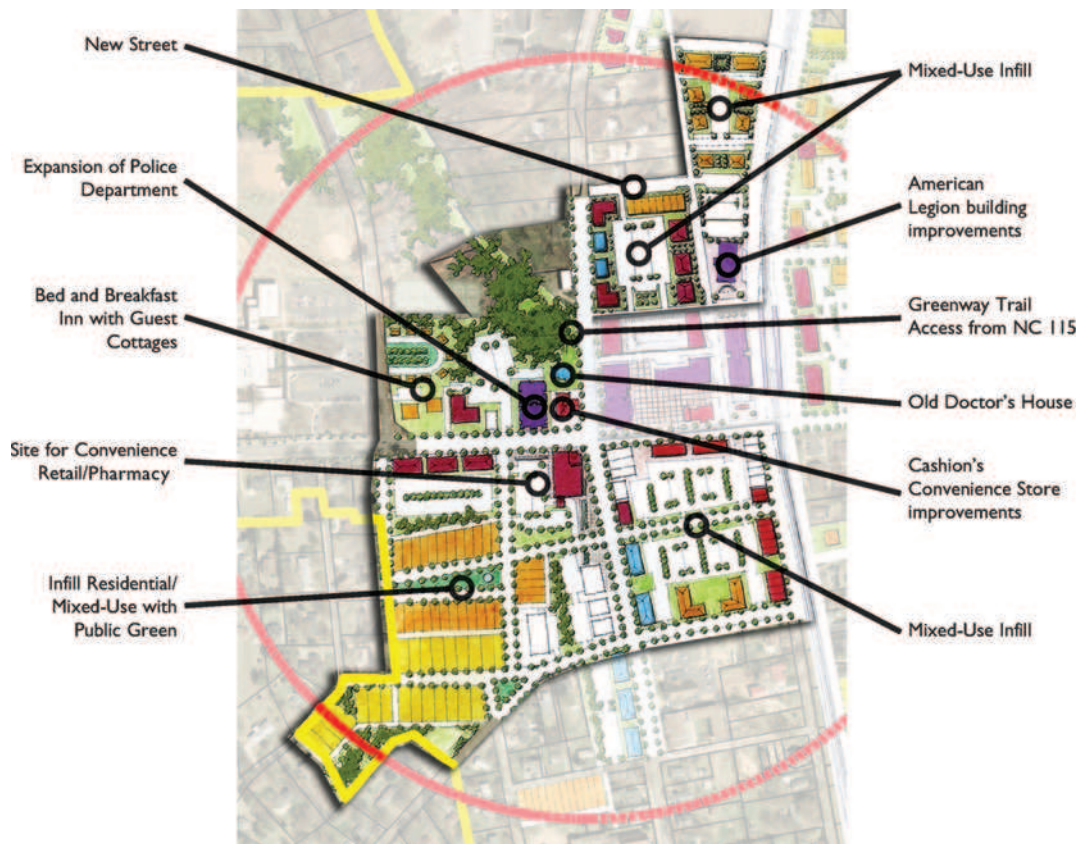 New Street
Expansion of Police
Department
Bed and Breakfast
Inn with Guest
Cottages
Site for Convenience
Retail/Pharmacy
Infill Residential/
Mixed-Use with
Public Green
Mixed-Use Infill
American
Legion building
improvements
Greenway Trail
Access from NC 115
Old Doctor's House
Cashion's
Convenience Store
improvements
Mixed-Use Infill